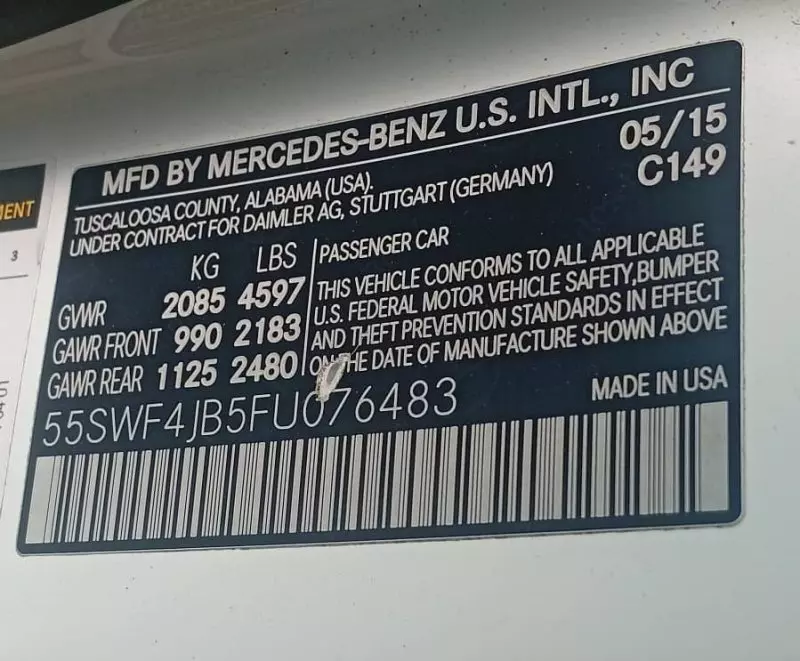 MFD BY MERCEDES-BENZ U.S. INTL., INC
TUSCALOOSA COUNTY, ALABAMA (USA).
UNDER CONTRACT FOR DAIMLER AG, STUTTGART (GERMANY)
05/15
C149
KG LBS
GVWR 2085 4597
GAWR FRONT 990 2183
GAWR REAR 1125 2480
PASSENGER CAR
THIS VEHICLE CONFORMS TO ALL APPLICABLE
U.S. FEDERAL MOTOR VEHICLE SAFETY,BUMPER
AND THEFT PREVENTION STANDARDS IN EFFECT
ON THE DATE OF MANUFACTURE SHOWN ABOVE
55SWF4JB5FU076483
MADE IN USA
3